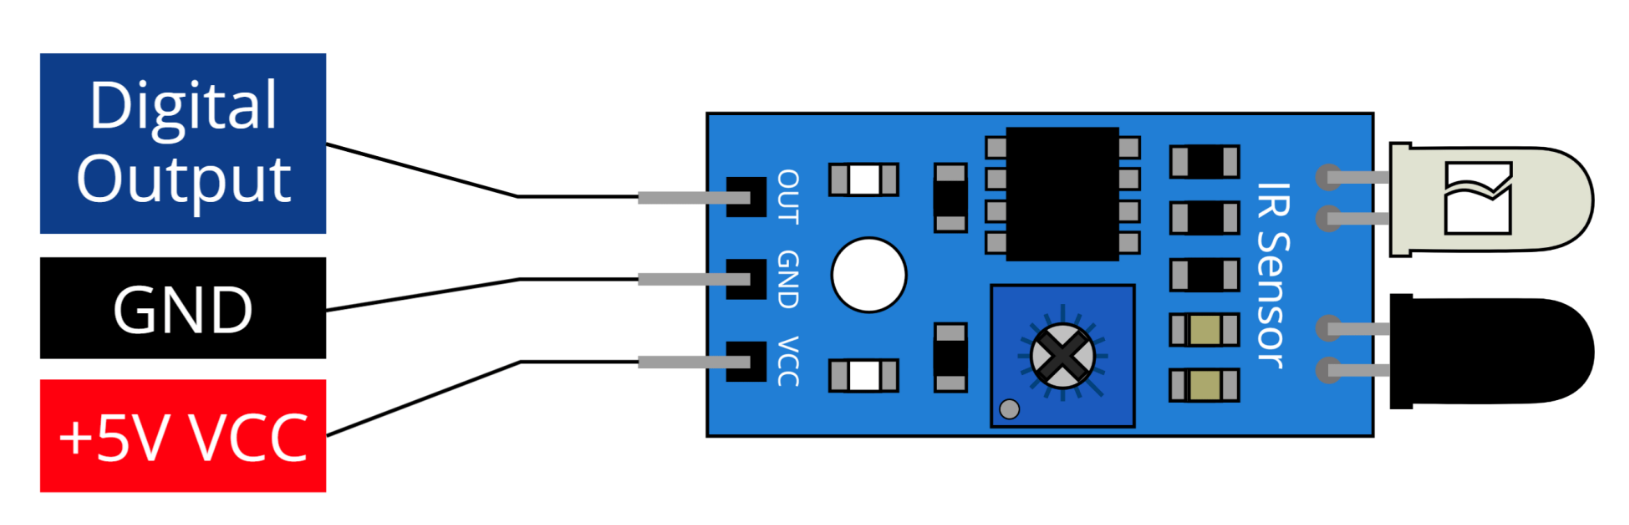 Digital
Output
GND
+5V VCC
OUT
GND
VCC
IR Sensor